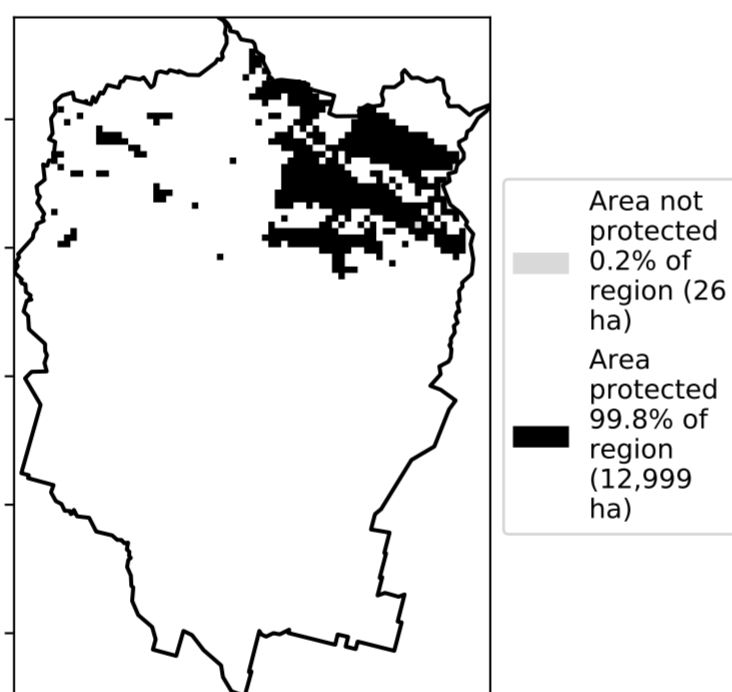 Area not
protected
0.2% of
region (26
ha)
Area
protected
99.8% of
region
(12,999
ha)